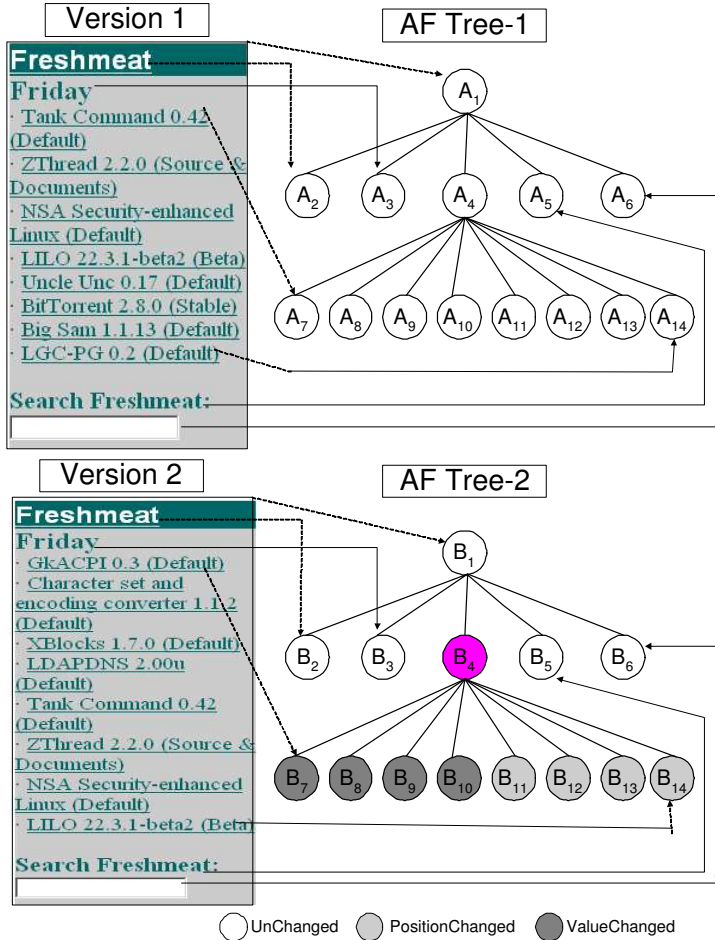 Version 1
AF Tree-1
Freshmeat
Friday
· Tank Command 0.42
(Default)
· ZThread 2.2.0 (Source &
Documents)
· NSA Security-enhanced
Linux (Default)
· LILO 22.3.1-beta2 (Beta)
· Uncle Unc 0.17 (Default)
· BitTorrent 2.8.0 (Stable)
· Big Sam 1.1.13 (Default)
· LGC-PG 0.2 (Default)
Search Freshmeat:
A1
A2 A3 A4 A5 A6
A7 A8 A9 A10 A11 A12 A13 A14
Version 2
AF Tree-2
Freshmeat
Friday
· GkACPI 0.3 (Default)
· Character set and
encoding converter 1.1.2
(Default)
· XBlocks 1.7.0 (Default)
· LDAPDNS 2.00u
(Default)
· Tank Command 0.42
(Default)
· ZThread 2.2.0 (Source &
Documents)
· NSA Security-enhanced
Linux (Default)
· LILO 22.3.1-beta2 (Beta)
Search Freshmeat:
B1
B2 B3 B4 B5 B6
B7 B8 B9 B10 B11 B12 B13 B14
UnChanged PositionChanged ValueChanged